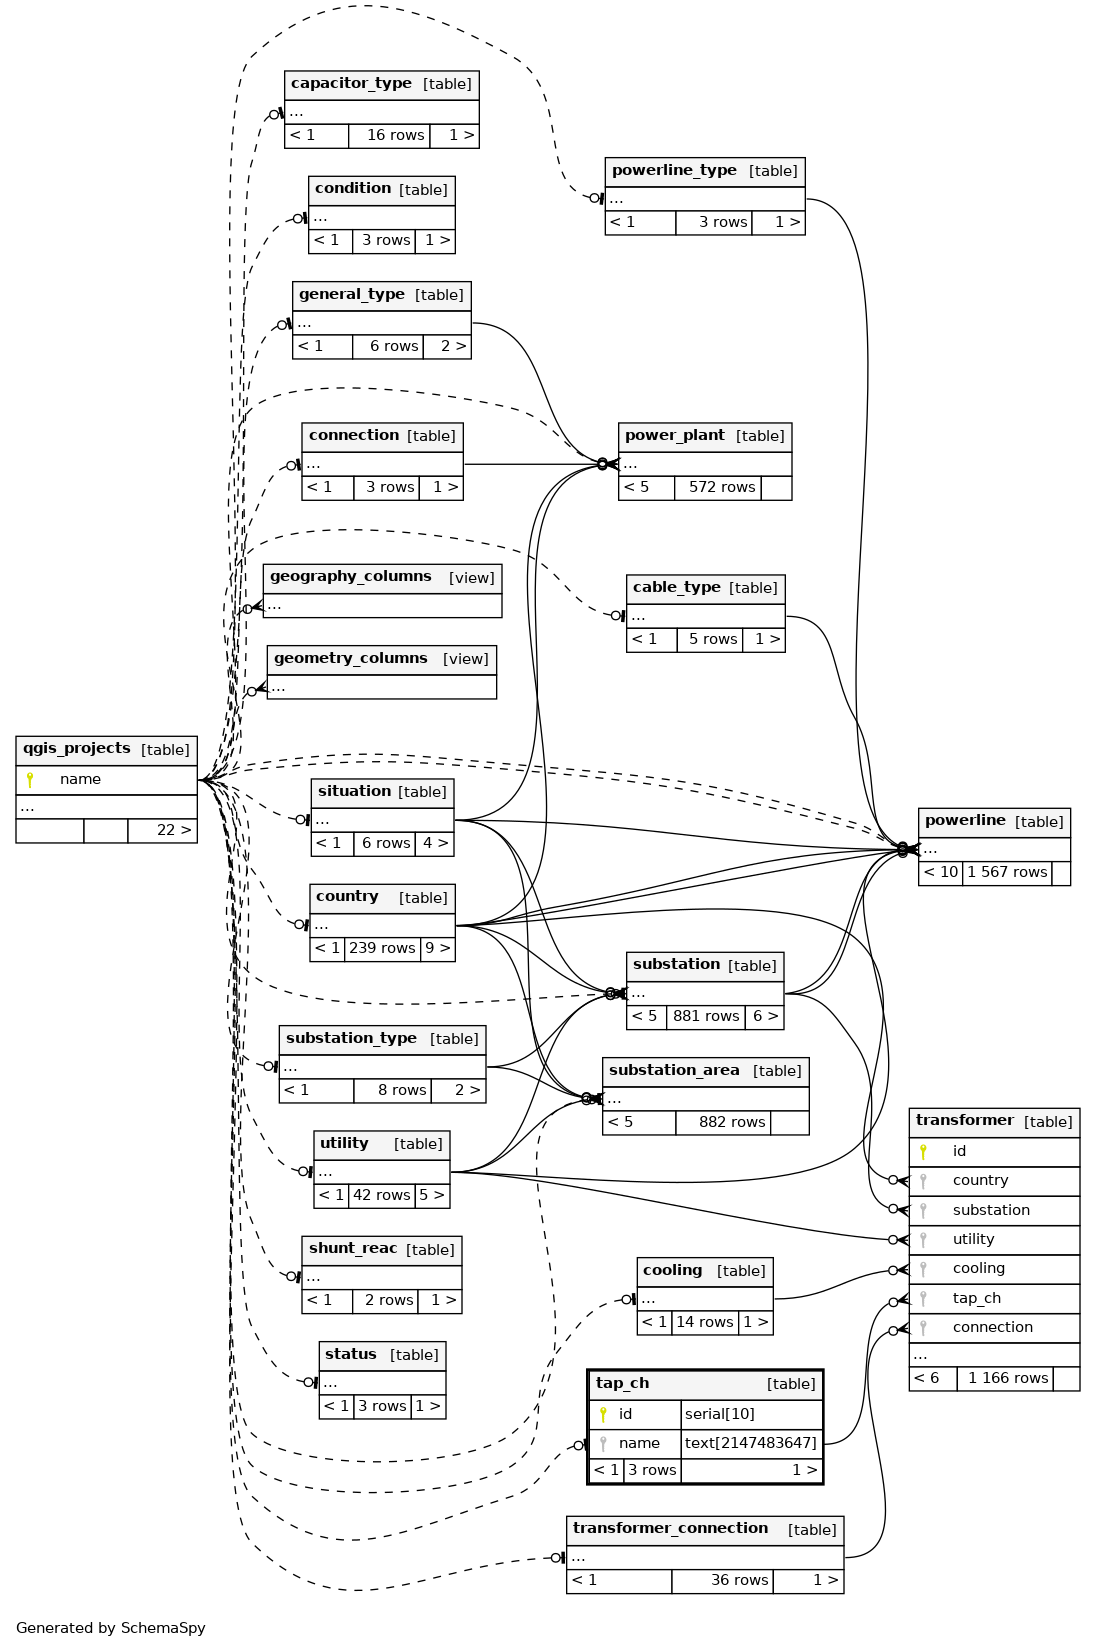 capacitor_type [table]
...
< 1 16 rows 1 >
powerline_type [table]
...
< 1 3 rows 1 >
condition [table]
...
< 1 3 rows 1 >
general_type [table]
...
< 1 6 rows 2 >
connection [table]
...
< 1 3 rows 1 >
power_plant [table]
...
< 5 572 rows
geography_columns [view]
...
cable_type [table]
...
< 1 5 rows 1 >
geometry_columns [view]
...
qgis_projects [table]
name
...
22 >
situation [table]
...
< 1 6 rows 4 >
powerline [table]
...
< 10 1 567 rows
country [table]
...
< 1 239 rows 9 >
substation [table]
...
< 5 881 rows 6 >
substation_type [table]
...
< 1 8 rows 2 >
substation_area [table]
...
< 5 882 rows
utility [table]
...
< 1 42 rows 5 >
transformer [table]
id
country
substation
utility
cooling
tap_ch
connection
...
< 6 1 166 rows
shunt_reac [table]
...
< 1 2 rows 1 >
cooling [table]
...
< 1 14 rows 1 >
status [table]
...
< 1 3 rows 1 >
tap_ch [table]
id serial[10]
name text[2147483647]
< 1 3 rows 1 >
transformer_connection [table]
...
< 1 36 rows 1 >
Generated by SchemaSpy